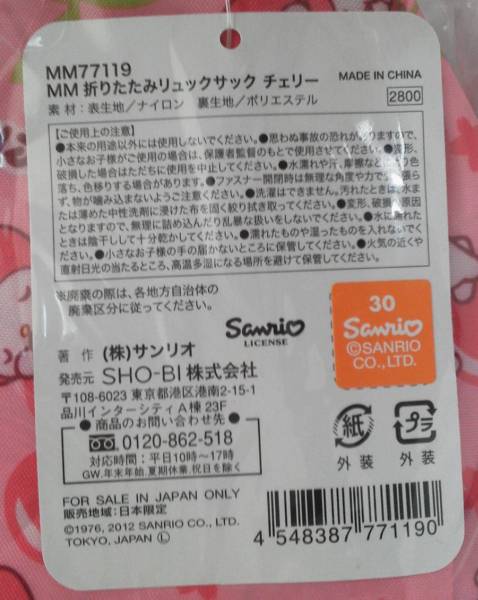 MM77119
MM 折りたたみリュックサック チェリー
MADE IN CHINA
素 材：表生地／ナイロン 裏生地／ポリエステル
2800
【ご使用上の注意】
●本来の用途以外には使用しないでください。●思わぬ事故の恐れがありますので、
小さなお子様がご使用の場合は、保護者監督のもとで使用させてください。●変形、
破損した場合はただちに使用を中止してください。●水濡れや汗、摩擦などにより色
落ち、色移りする場合があります。●ファスナー開閉時は無理な角度や力で引っ張ら
ず、物が噛み込まないようご注意ください。●洗濯はできません。汚れたときは、水ま
たは薄めた中性洗剤に浸けた布を固く絞り拭き取ってください。●変形、破損の原因
となりますので、無理に詰め込んだり乱暴な扱いをしないでください。●水に濡れた
ときは陰干しして十分乾かしてください。●濡れたものや湿ったものを入れないでく
ださい。●小さなお子様の手の届かないところに保管してください。●火気の近くや
直射日光の当たるところ、高温多湿になる場所を避けて保管してください。
※廃棄の際は、各地方自治体の
廃棄区分に従ってください。
Sanrio
LICENSE
30
Sanrio
©SANRIO
CO.,LTD.
著 作 (株)サンリオ
発売元 SHO-BI株式会社
〒108-6023 東京都港区港南2-15-1
品川インターシティA棟 23F
● 商品のお問い合わせ先 ●
0120-862-518
対応時間：平日10時〜17時
GW、年末年始、夏期休業、祝日を除く
紙
外 装
プラ
外 装
FOR SALE IN JAPAN ONLY
販売地域：日本限定
©1976, 2012 SANRIO CO., LTD.
TOKYO, JAPAN Ⓛ
4 548387 771190